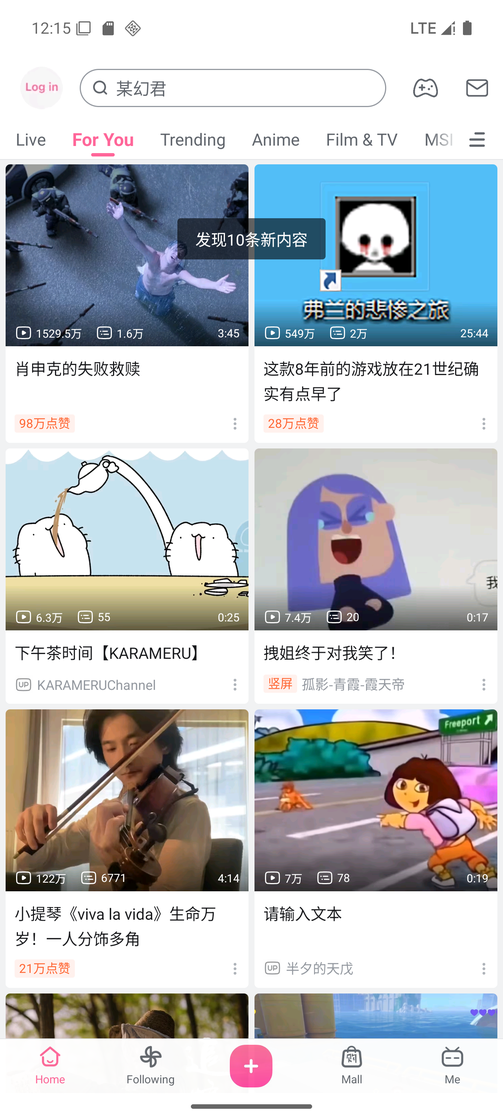 12:15
LTE
Log in
某幻君
Live
For You
Trending
Anime
Film & TV
发现10条新内容
弗兰的悲惨之旅
1529.5万
1.6万
3:45
549万
2万
25:44
肖申克的失败救赎
98万点赞
这款8年前的游戏放在21世纪确
实有点早了
28万点赞
6.3万
55
0:25
我
7.4万
20
0:17
下午茶时间【KARAMERU】
UP KARAMERUChannel
拽姐终于对我笑了!
竖屏 孤影-青霞-霞天帝
122万
6771
4:14
Freeport
7万
78
0:19
小提琴《viva la vida》生命万
岁！一人分饰多角
21万点赞
请输入文本
UP 半夕的天戊
Home
Following
Mall
Me